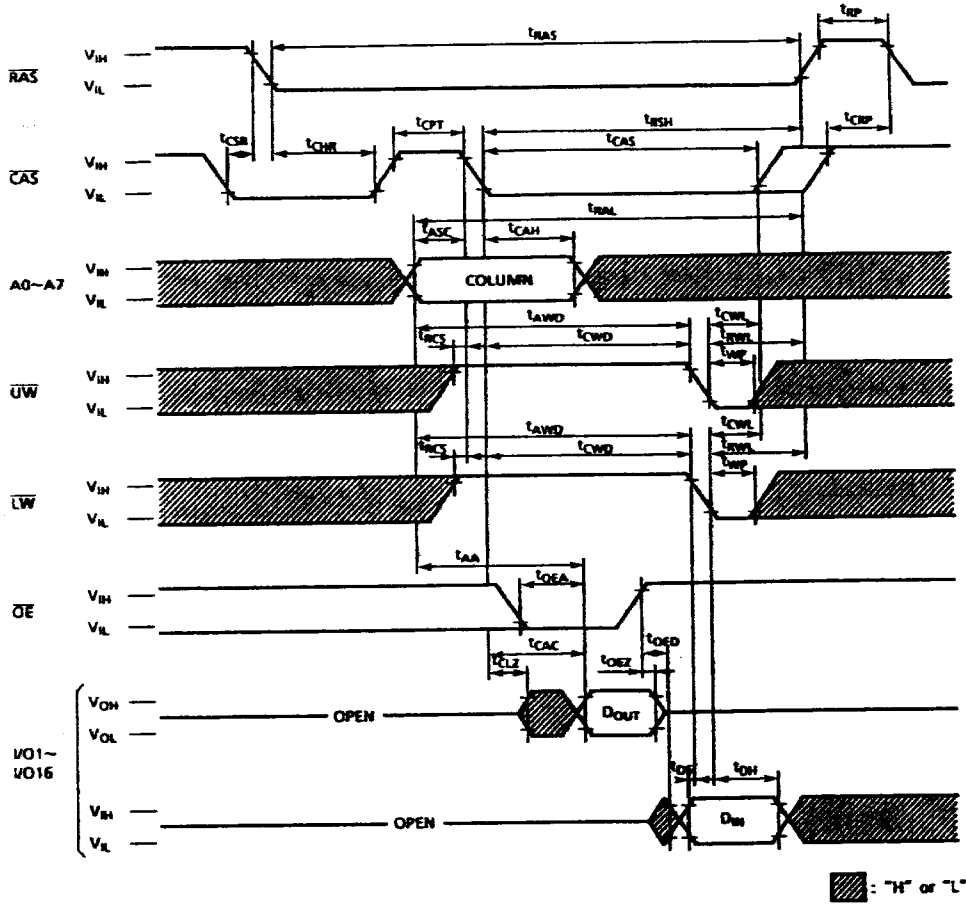 tRP
tRAS
RAS
VIH
VIL
tCSR
tCHR
tCPT
tRSH
tCRP
tCAS
CAS
VIH
VIL
tRAL
tASC
tCAH
A0~A7
VIH
VIL
COLUMN
tAWD
tCWL
tRCS
tCWD
tRWL
tWP
UW
VIH
VIL
tCWL
tAWD
tRWL
tRCS
tCWD
tWP
LW
VIH
VIL
tAA
tOEA
OE
VIH
VIL
tCAC
tOED
tCLZ
tOEZ
VOH
VOL
OPEN
DOUT
I/O1~
I/O16
tDS
tDH
VIH
VIL
OPEN
DIN
: "H" or "L"